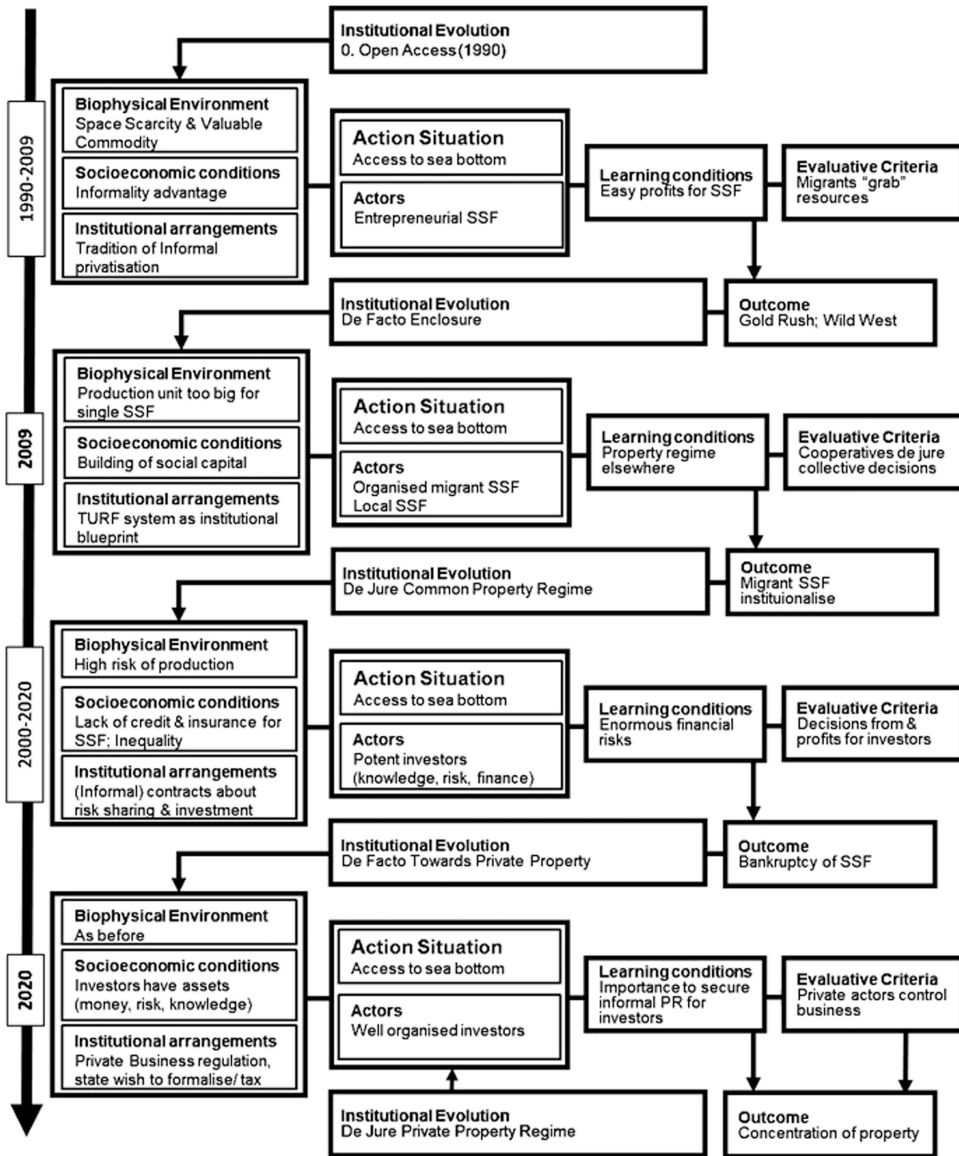 Institutional Evolution
0. Open Access (1990)
1990-2009
Biophysical Environment
Space Scarcity & Valuable
Commodity
Socioeconomic conditions
Informality advantage
Institutional arrangements
Tradition of Informal
privatisation
Action Situation
Access to sea bottom
Actors
Entrepreneurial SSF
Learning conditions
Easy profits for SSF
Evaluative Criteria
Migrants “grab”
resources
Institutional Evolution
De Facto Enclosure
Outcome
Gold Rush; Wild West
2009
Biophysical Environment
Production unit too big for
single SSF
Socioeconomic conditions
Building of social capital
Institutional arrangements
TURF system as institutional
blueprint
Action Situation
Access to sea bottom
Actors
Organised migrant SSF
Local SSF
Learning conditions
Property regime
elsewhere
Evaluative Criteria
Cooperatives de jure
collective decisions
Institutional Evolution
De Jure Common Property Regime
Outcome
Migrant SSF
instituionalise
2000-2020
Biophysical Environment
High risk of production
Socioeconomic conditions
Lack of credit & insurance for
SSF; Inequality
Institutional arrangements
(Informal) contracts about
risk sharing & investment
Action Situation
Access to sea bottom
Actors
Potent investors
(knowledge, risk, finance)
Learning conditions
Enormous financial
risks
Evaluative Criteria
Decisions from &
profits for investors
Institutional Evolution
De Facto Towards Private Property
Outcome
Bankruptcy of SSF
2020
Biophysical Environment
As before
Socioeconomic conditions
Investors have assets
(money, risk, knowledge)
Institutional arrangements
Private Business regulation,
state wish to formalise/ tax
Action Situation
Access to sea bottom
Actors
Well organised investors
Learning conditions
Importance to secure
informal PR for
investors
Evaluative Criteria
Private actors control
business
Institutional Evolution
De Jure Private Property Regime
Outcome
Concentration of property